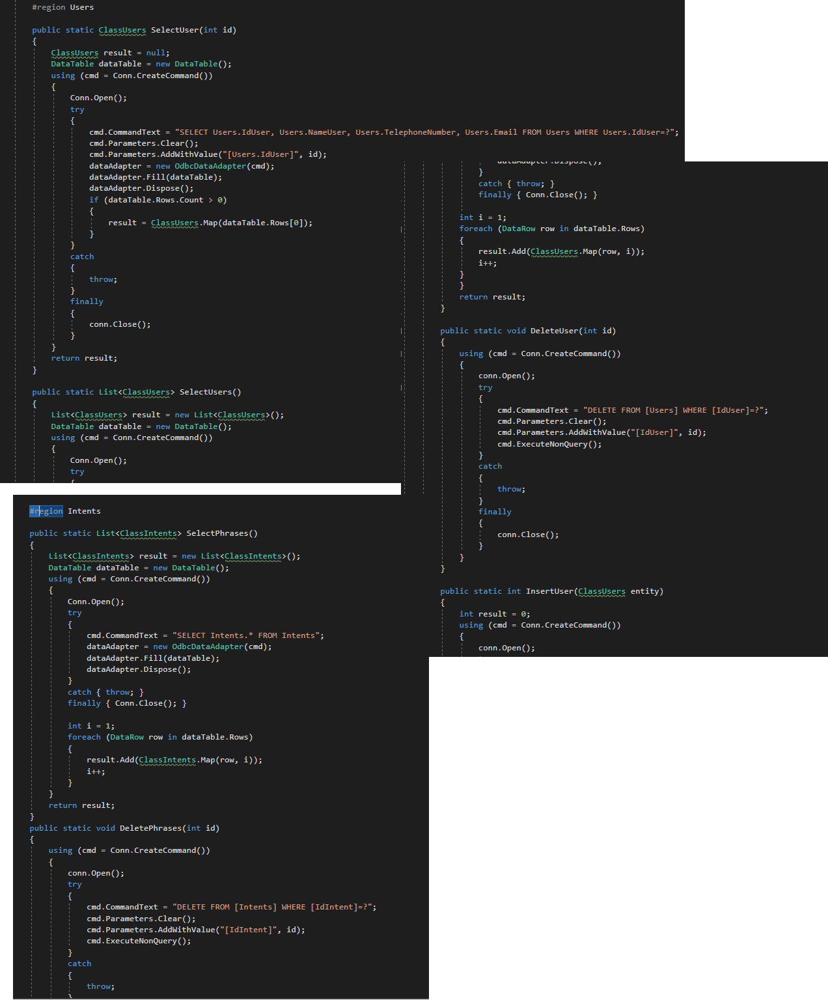 #region Users
public static ClassUsers SelectUser(int id)
{
ClassUsers result = null;
DataTable dataTable = new DataTable();
using (cmd = Conn.CreateCommand())
{
Conn.Open();
try
{
cmd.CommandText = "SELECT Users.IdUser, Users.NameUser, Users.TelephoneNumber, Users.Email FROM Users WHERE Users.IdUser=?";
cmd.Parameters.Clear();
cmd.Parameters.AddWithValue("[Users.IdUser]", id);
dataAdapter = new OdbcDataAdapter(cmd);
dataAdapter.Fill(dataTable);
dataAdapter.Dispose();
if (dataTable.Rows.Count > 0)
{
result = ClassUsers.Map(dataTable.Rows[0]);
}
}
catch
{
throw;
}
finally
{
conn.Close();
}
}
return result;
}
public static List<ClassUsers> SelectUsers()
{
List<ClassUsers> result = new List<ClassUsers>();
DataTable dataTable = new DataTable();
using (cmd = Conn.CreateCommand())
{
Conn.Open();
try
{
dataAdapter.Dispose();
}
catch { throw; }
finally { Conn.Close(); }
int i = 1;
foreach (DataRow row in dataTable.Rows)
{
result.Add(ClassUsers.Map(row, i));
i++;
}
}
return result;
}
public static void DeleteUser(int id)
{
using (cmd = Conn.CreateCommand())
{
conn.Open();
try
{
cmd.CommandText = "DELETE FROM [Users] WHERE [IdUser]=?";
cmd.Parameters.Clear();
cmd.Parameters.AddWithValue("[IdUser]", id);
cmd.ExecuteNonQuery();
}
catch
{
throw;
}
finally
{
conn.Close();
}
}
}
public static int InsertUser(ClassUsers entity)
{
int result = 0;
using (cmd = Conn.CreateCommand())
{
conn.Open();
#region Intents
public static List<ClassIntents> SelectPhrases()
{
List<ClassIntents> result = new List<ClassIntents>();
DataTable dataTable = new DataTable();
using (cmd = Conn.CreateCommand())
{
Conn.Open();
try
{
cmd.CommandText = "SELECT Intents.* FROM Intents";
dataAdapter = new OdbcDataAdapter(cmd);
dataAdapter.Fill(dataTable);
dataAdapter.Dispose();
}
catch { throw; }
finally { Conn.Close(); }
int i = 1;
foreach (DataRow row in dataTable.Rows)
{
result.Add(ClassIntents.Map(row, i));
i++;
}
}
return result;
}
public static void DeletePhrases(int id)
{
using (cmd = Conn.CreateCommand())
{
conn.Open();
try
{
cmd.CommandText = "DELETE FROM [Intents] WHERE [IdIntent]=?";
cmd.Parameters.Clear();
cmd.Parameters.AddWithValue("[IdIntent]", id);
cmd.ExecuteNonQuery();
}
catch
{
throw;
}